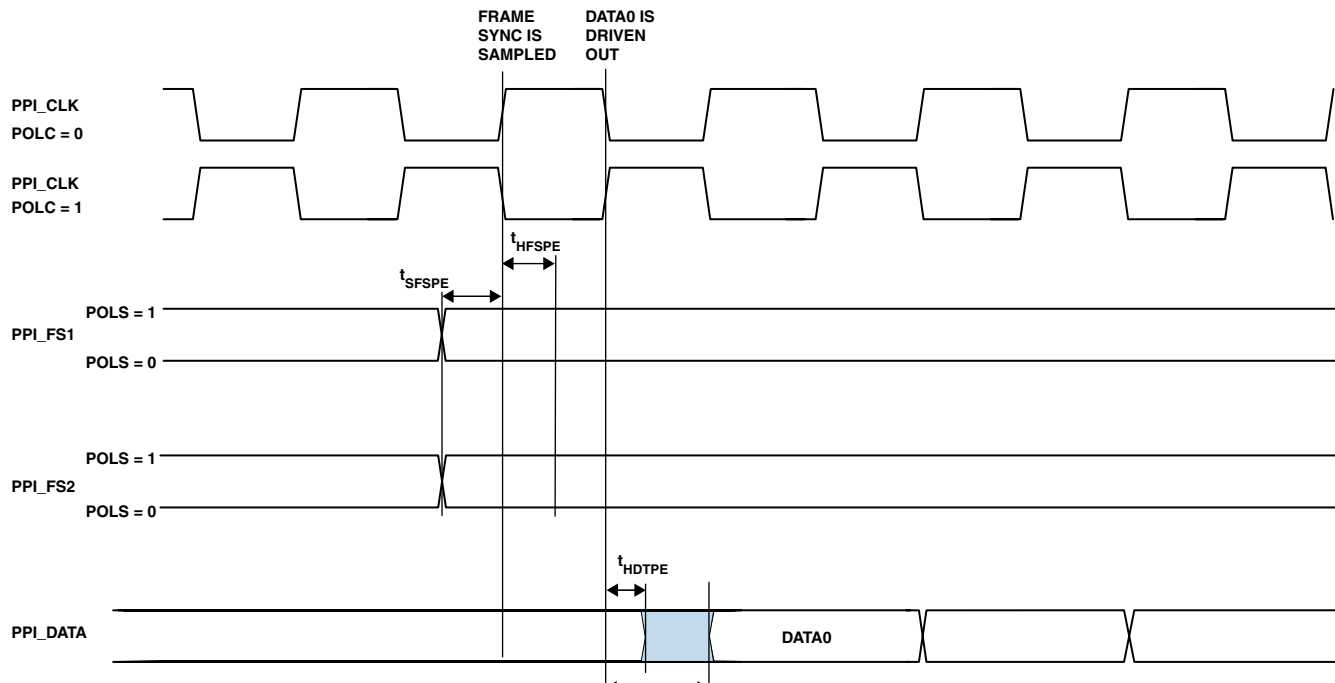 FRAME
SYNC IS
SAMPLED
DATA0 IS
DRIVEN
OUT
PPI_CLK
POLC = 0
PPI_CLK
POLC = 1
tHFSPE
tSFSPE
POLS = 1
PPI_FS1
POLS = 0
POLS = 1
PPI_FS2
POLS = 0
tHDTPE
PPI_DATA
DATA0